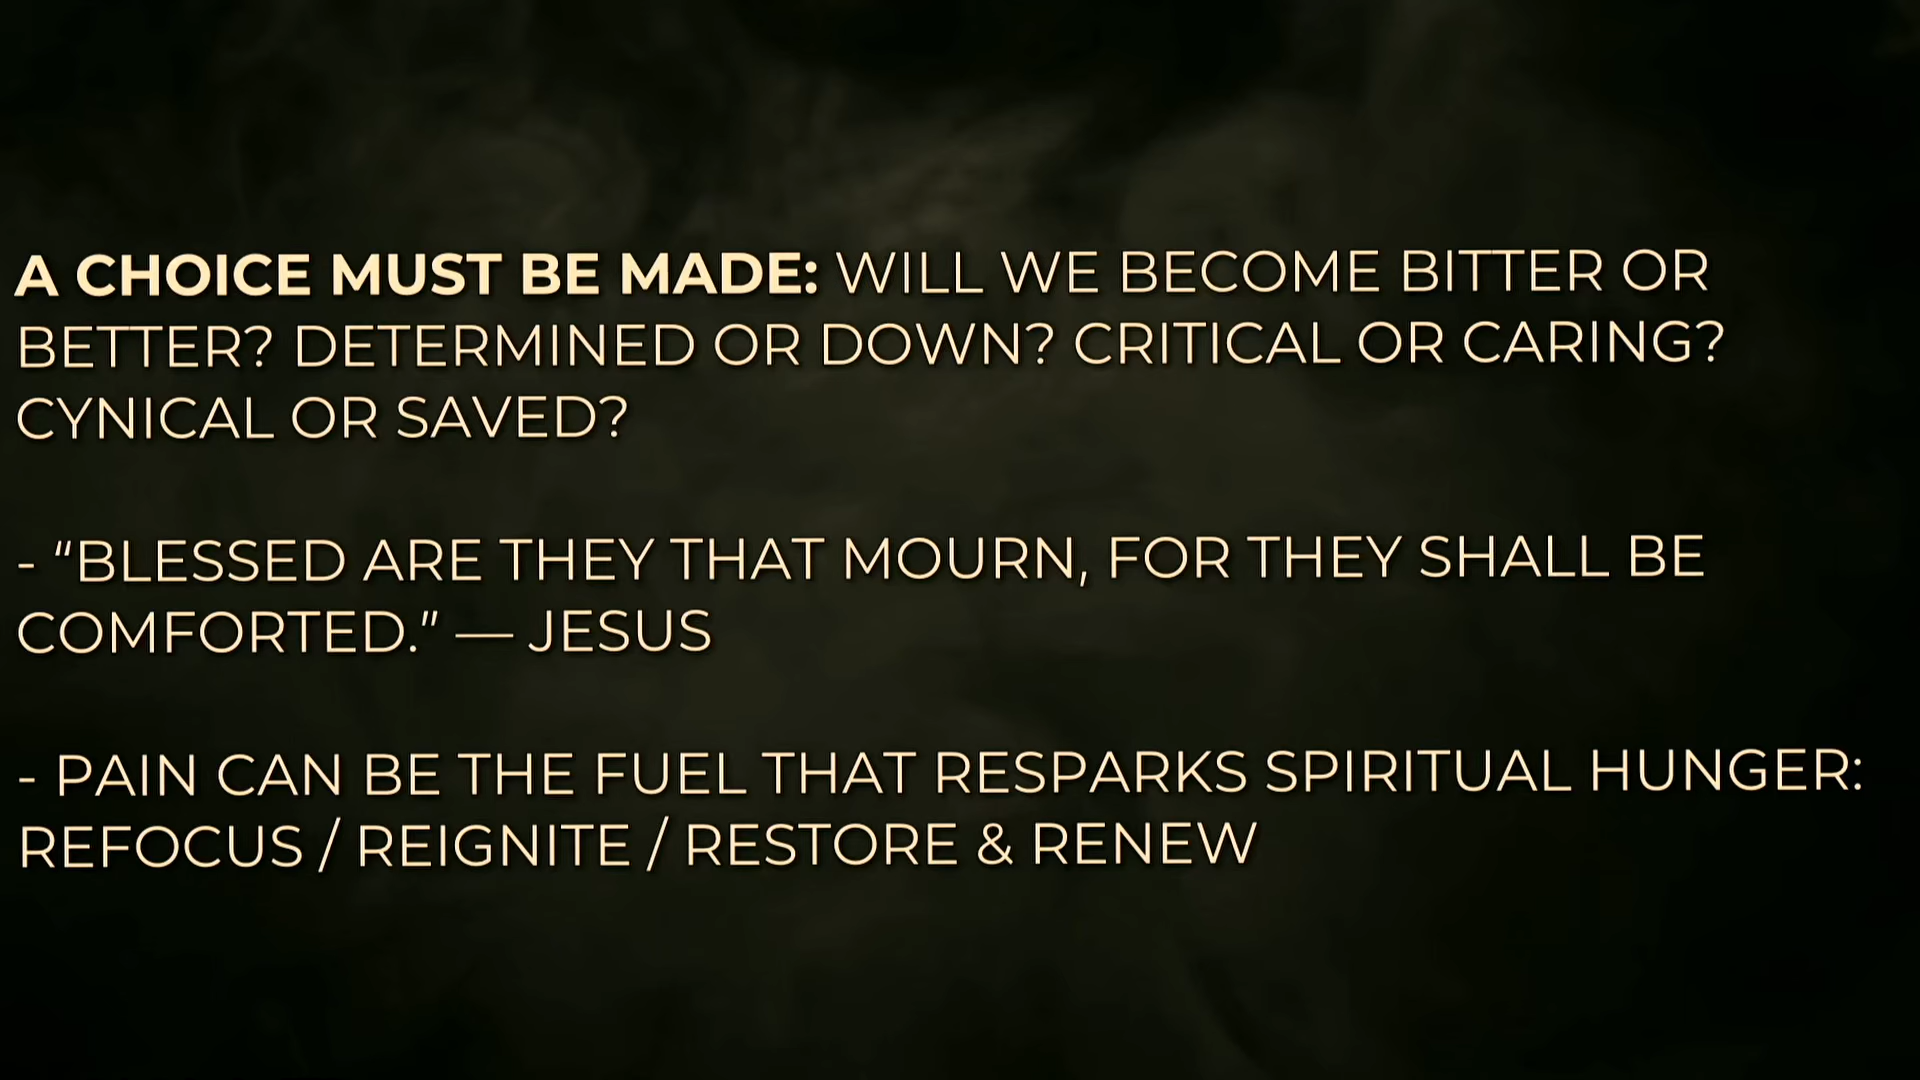 A CHOICE MUST BE MADE: WILL WE BECOME BITTER OR
BETTER? DETERMINED OR DOWN? CRITICAL OR CARING?
CYNICAL OR SAVED?
- “BLESSED ARE THEY THAT MOURN, FOR THEY SHALL BE
COMFORTED.” — JESUS
- PAIN CAN BE THE FUEL THAT RESPARKS SPIRITUAL HUNGER:
REFOCUS / REIGNITE / RESTORE & RENEW